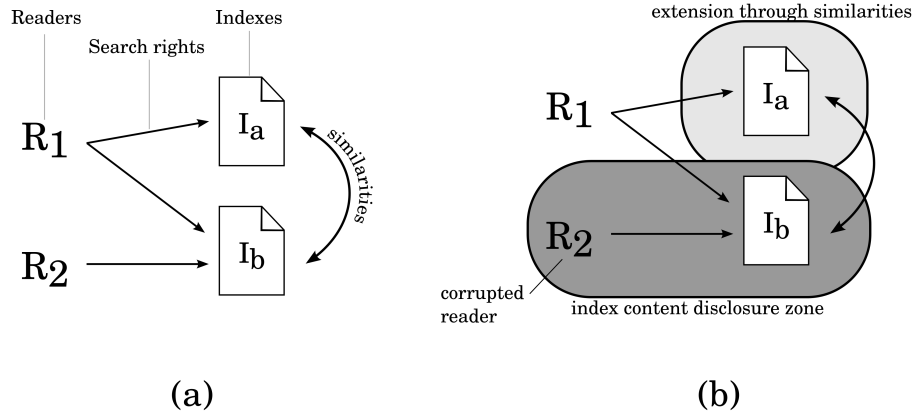 Readers
Indexes
Search rights
R1
Ia
similarities
R2
Ib
(a)
extension through similarities
R1
Ia
R2
Ib
corrupted
reader
index content disclosure zone
(b)